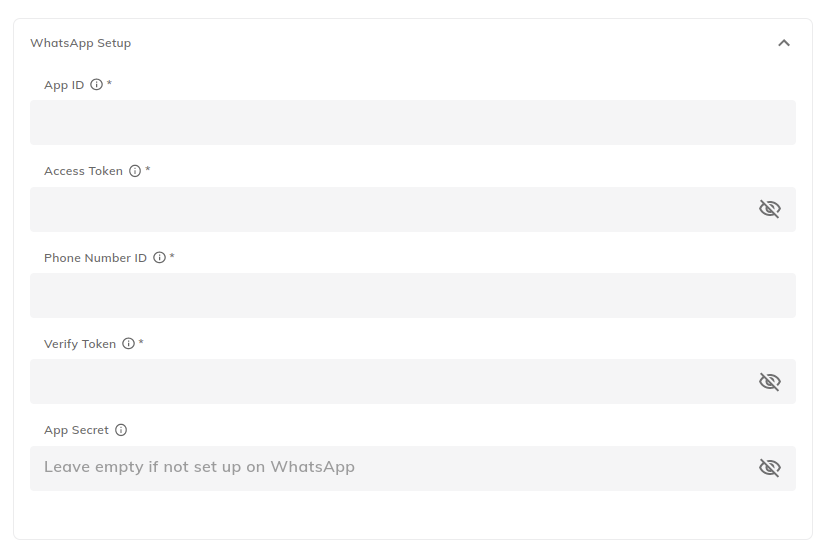 WhatsApp Setup
App ID *
Access Token *
Phone Number ID *
Verify Token *
App Secret
Leave empty if not set up on WhatsApp